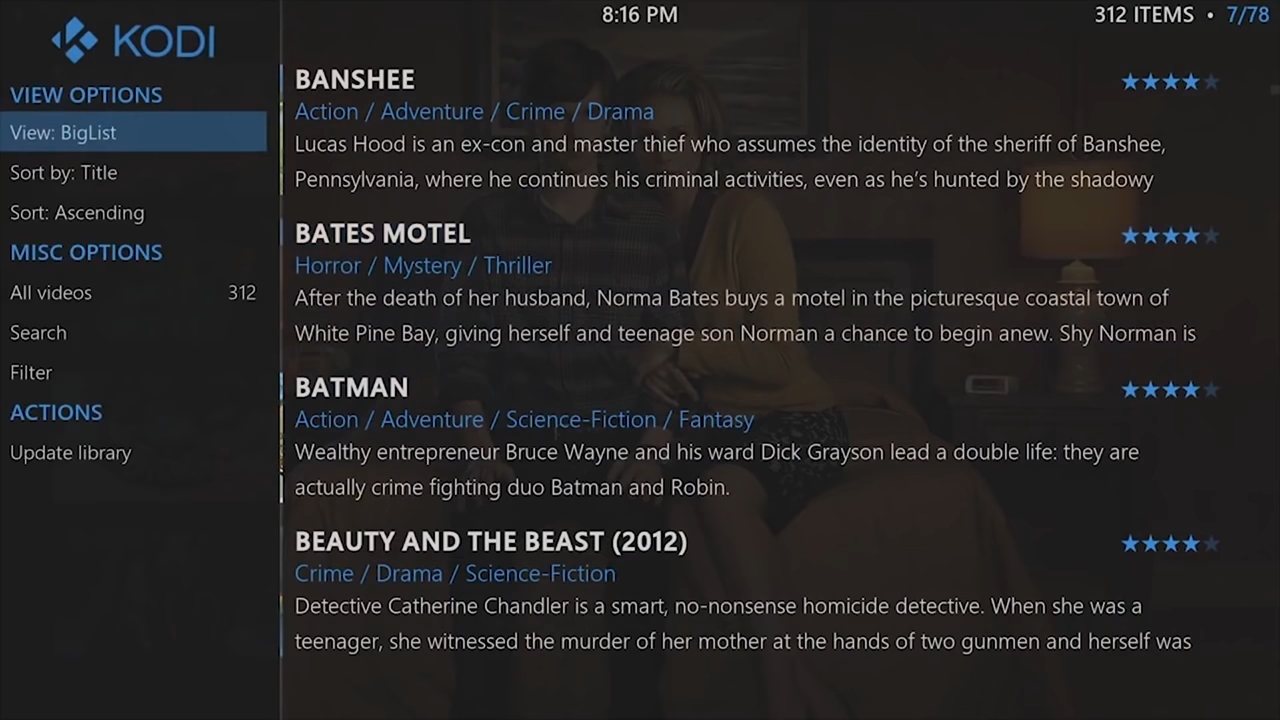 KODI
8:16 PM
312 ITEMS • 7/78
VIEW OPTIONS
View: BigList
Sort by: Title
Sort: Ascending
MISC OPTIONS
All videos 312
Search
Filter
ACTIONS
Update library
BANSHEE
Action / Adventure / Crime / Drama
Lucas Hood is an ex-con and master thief who assumes the identity of the sheriff of Banshee,
Pennsylvania, where he continues his criminal activities, even as he’s hunted by the shadowy
BATES MOTEL
Horror / Mystery / Thriller
After the death of her husband, Norma Bates buys a motel in the picturesque coastal town of
White Pine Bay, giving herself and teenage son Norman a chance to begin anew. Shy Norman is
BATMAN
Action / Adventure / Science-Fiction / Fantasy
Wealthy entrepreneur Bruce Wayne and his ward Dick Grayson lead a double life: they are
actually crime fighting duo Batman and Robin.
BEAUTY AND THE BEAST (2012)
Crime / Drama / Science-Fiction
Detective Catherine Chandler is a smart, no-nonsense homicide detective. When she was a
teenager, she witnessed the murder of her mother at the hands of two gunmen and herself was